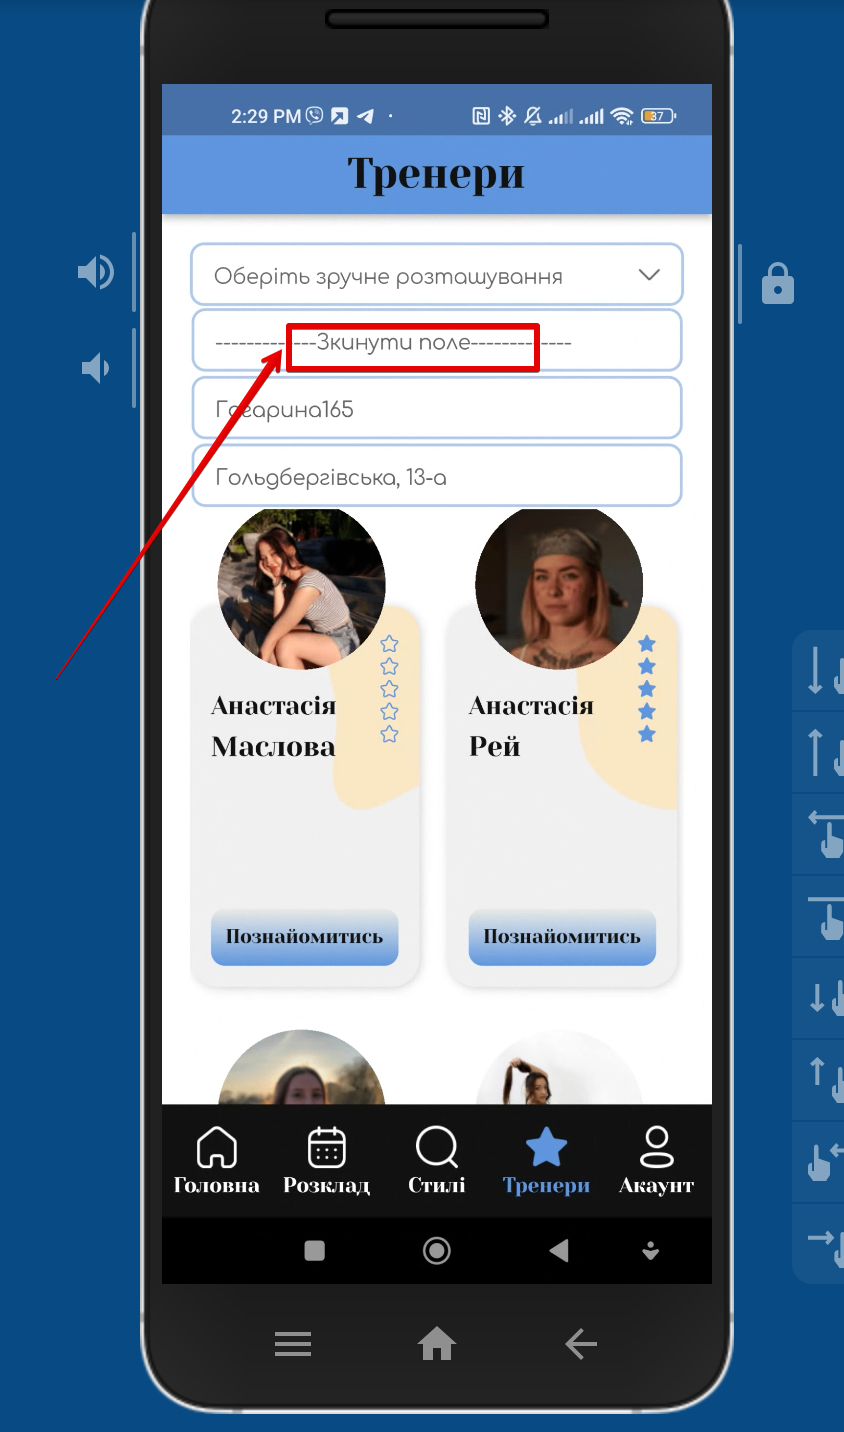 2:29 PM
37
Тренери
Оберіть зручне розташування
-------------Зкинути поле-------------
Гагарина165
Гольдбергівська, 13-а
Анастасія
Маслова
Познайомитись
Анастасія
Рей
Познайомитись
Головна
Розклад
Стилі
Тренери
Акаунт